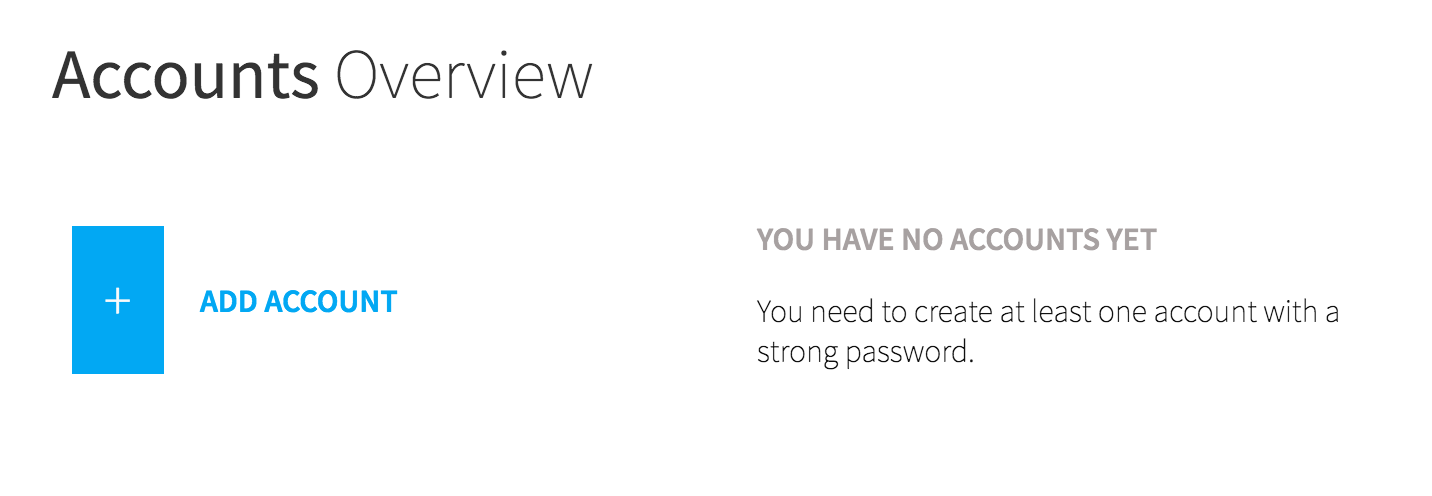 Accounts Overview
+
ADD ACCOUNT
YOU HAVE NO ACCOUNTS YET
You need to create at least one account with a
strong password.